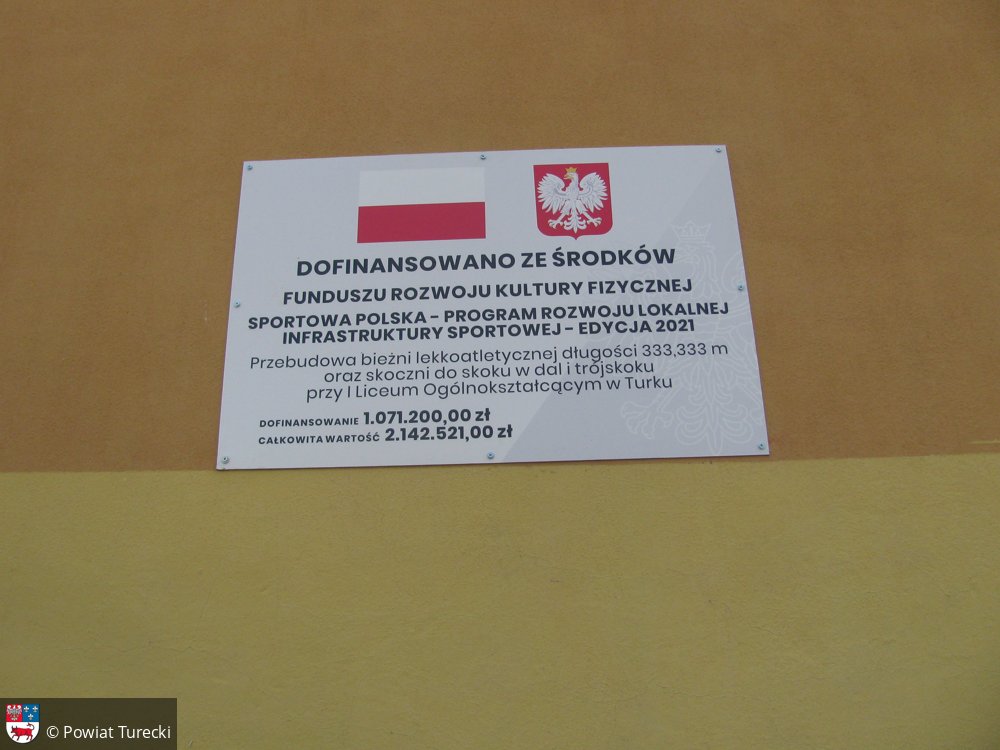 DOFINANSOWANO ZE ŚRODKÓW
FUNDUSZU ROZWOJU KULTURY FIZYCZNEJ
SPORTOWA POLSKA - PROGRAM ROZWOJU LOKALNEJ
INFRASTRUKTURY SPORTOWEJ - EDYCJA 2021
Przebudowa bieżni lekkoatletycznej długości 333,333 m
oraz skoczni do skoku w dal i trójskoku
przy I Liceum Ogólnokształcącym w Turku
DOFINANSOWANIE 1.071.200,00 zł
CAŁKOWITA WARTOŚĆ 2.142.521,00 zł
© Powiat Turecki